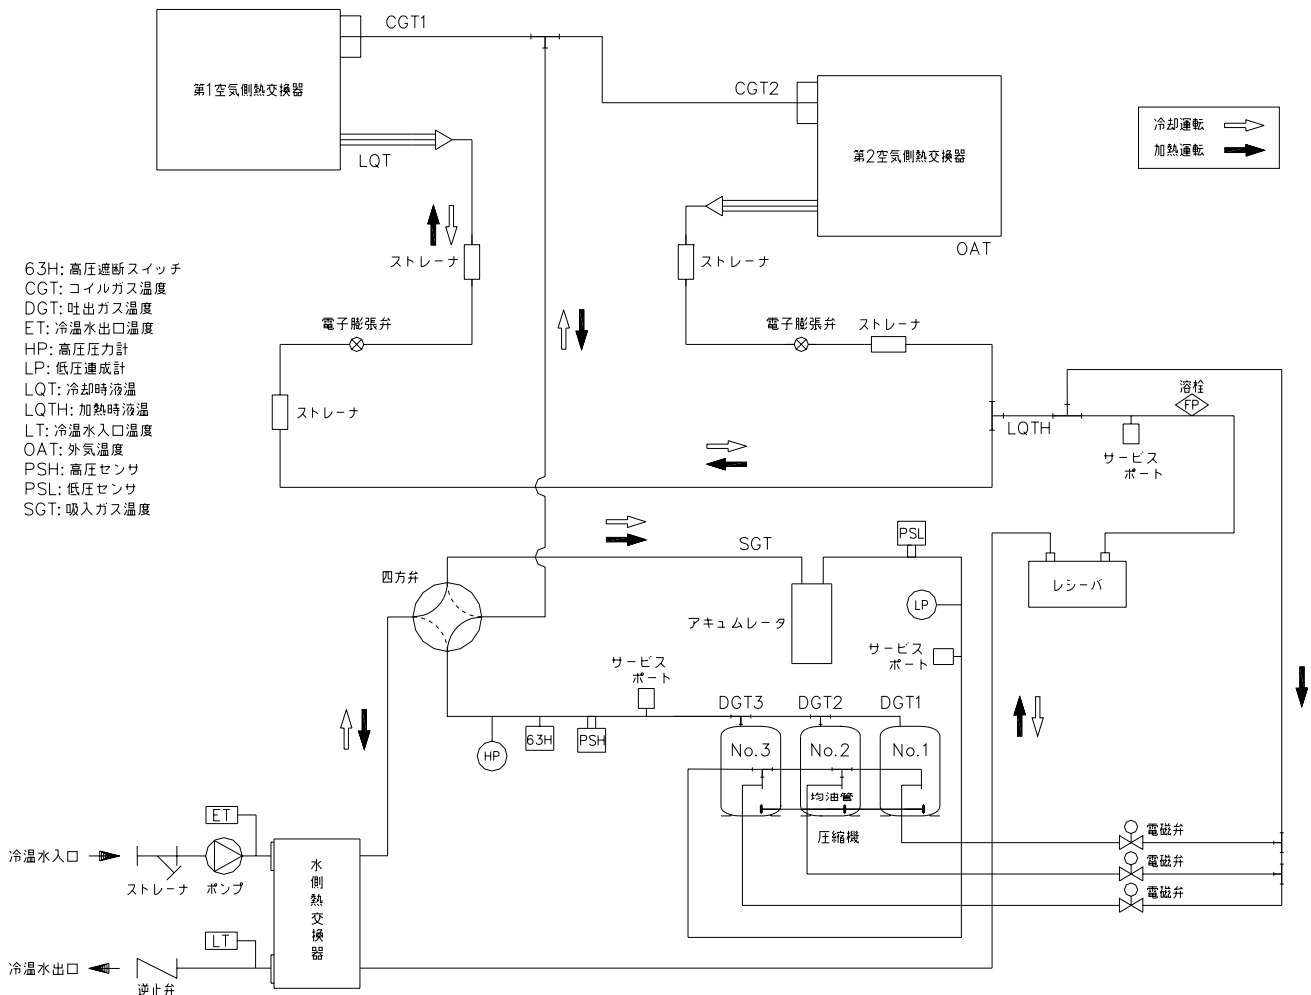 CGT1
第1空気側熱交換器
LQT
CGT2
第2空気側熱交換器
OAT
冷却運転
加熱運転
63H: 高圧遮断スイッチ
CGT: コイルガス温度
DGT: 吐出ガス温度
ET: 冷温水出口温度
HP: 高圧圧力計
LP: 低圧連成計
LQT: 冷却時液温
LQTH: 加熱時液温
LT: 冷温水入口温度
OAT: 外気温度
PSH: 高圧センサ
PSL: 低圧センサ
SGT: 吸入ガス温度
ストレーナ
ストレーナ
電子膨張弁
電子膨張弁
ストレーナ
ストレーナ
溶栓
FP
LQTH
サービス
ポート
SGT
PSL
四方弁
レシーバ
LP
アキュムレータ
サービス
ポート
サービス
ポート
DGT3
DGT2
DGT1
HP
63H
PSH
No.3
No.2
No.1
均油管
圧縮機
電磁弁
電磁弁
電磁弁
ET
冷温水入口
ストレーナ
ポンプ
水側熱交換器
LT
冷温水出口
逆止弁